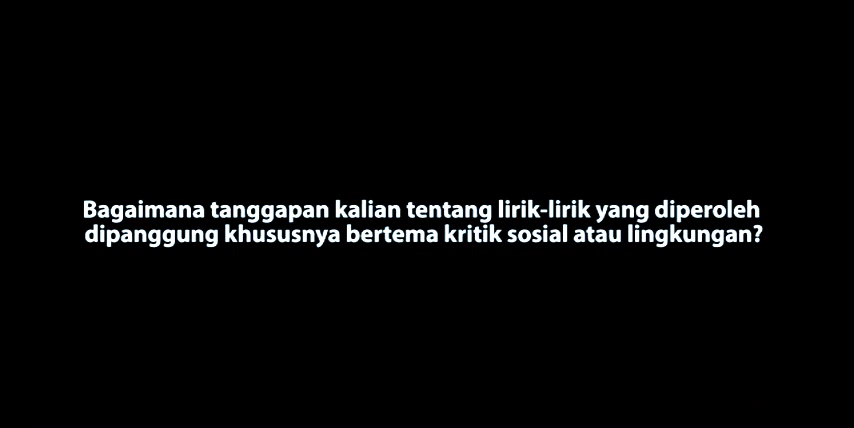 Bagaimana tanggapan kalian tentang lirik-lirik yang diperoleh
dipanggung khususnya bertema kritik sosial atau lingkungan?